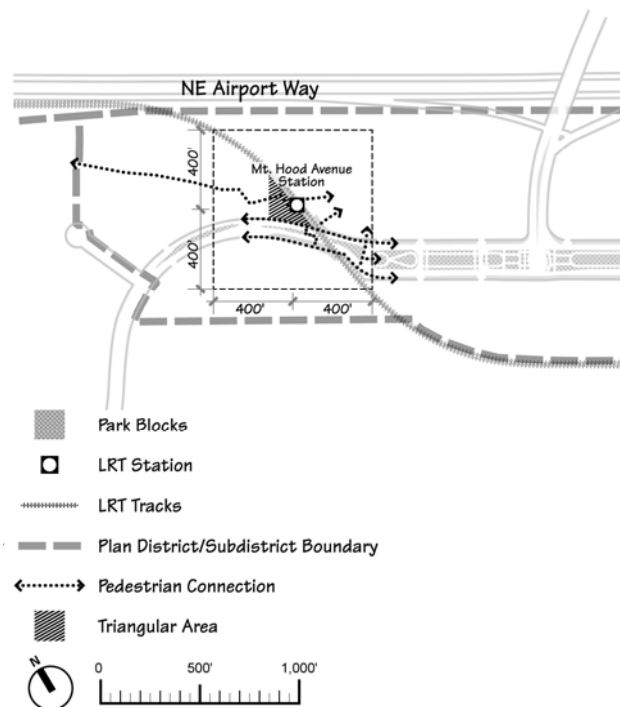 NE Airport Way
400'
Mt. Hood Avenue
Station
400'
400'
400'
Park Blocks
LRT Station
LRT Tracks
Plan District/Subdistrict Boundary
Pedestrian Connection
Triangular Area
N
0
500'
1,000'